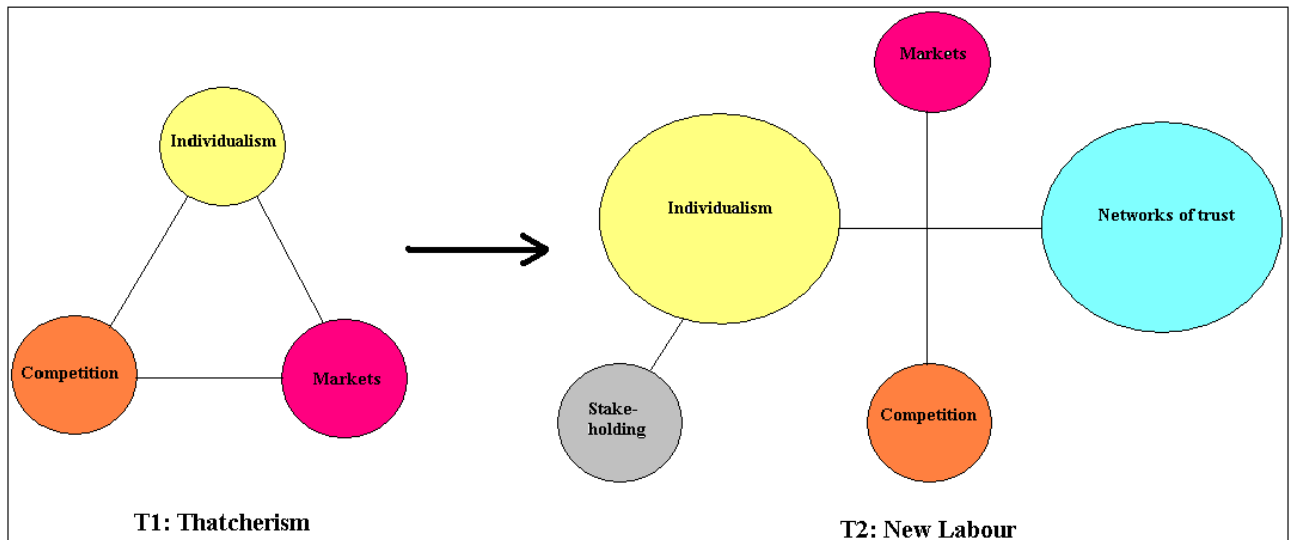 Individualism
Competition
Markets
T1: Thatcherism
Markets
Individualism
Networks of trust
Stake-
holding
Competition
T2: New Labour